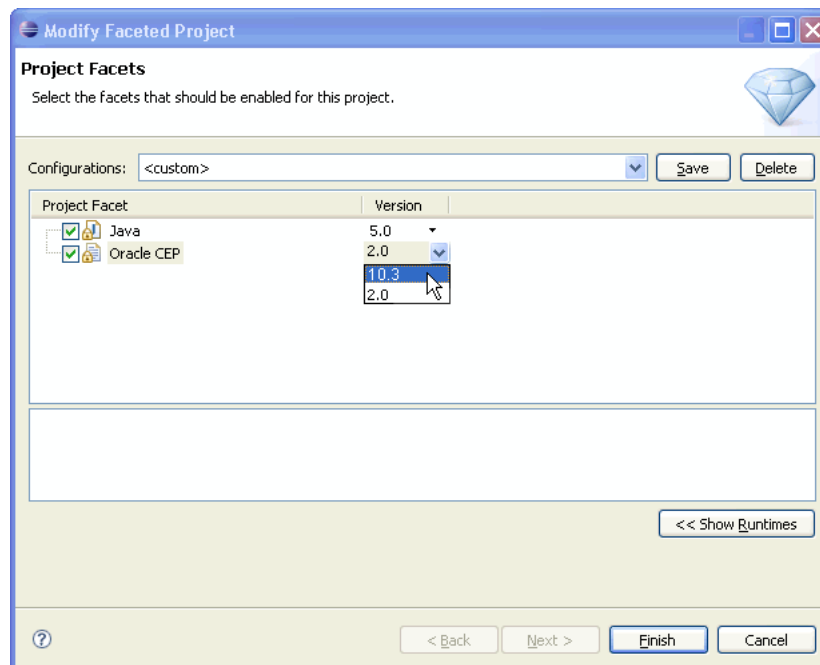 Modify Faceted Project
Project Facets
Select the facets that should be enabled for this project.
Configurations: <custom> Save Delete
Project Facet Version
Java 5.0
Oracle CEP 2.0
10.3
2.0
<< Show Runtimes
? < Back Next > Finish Cancel